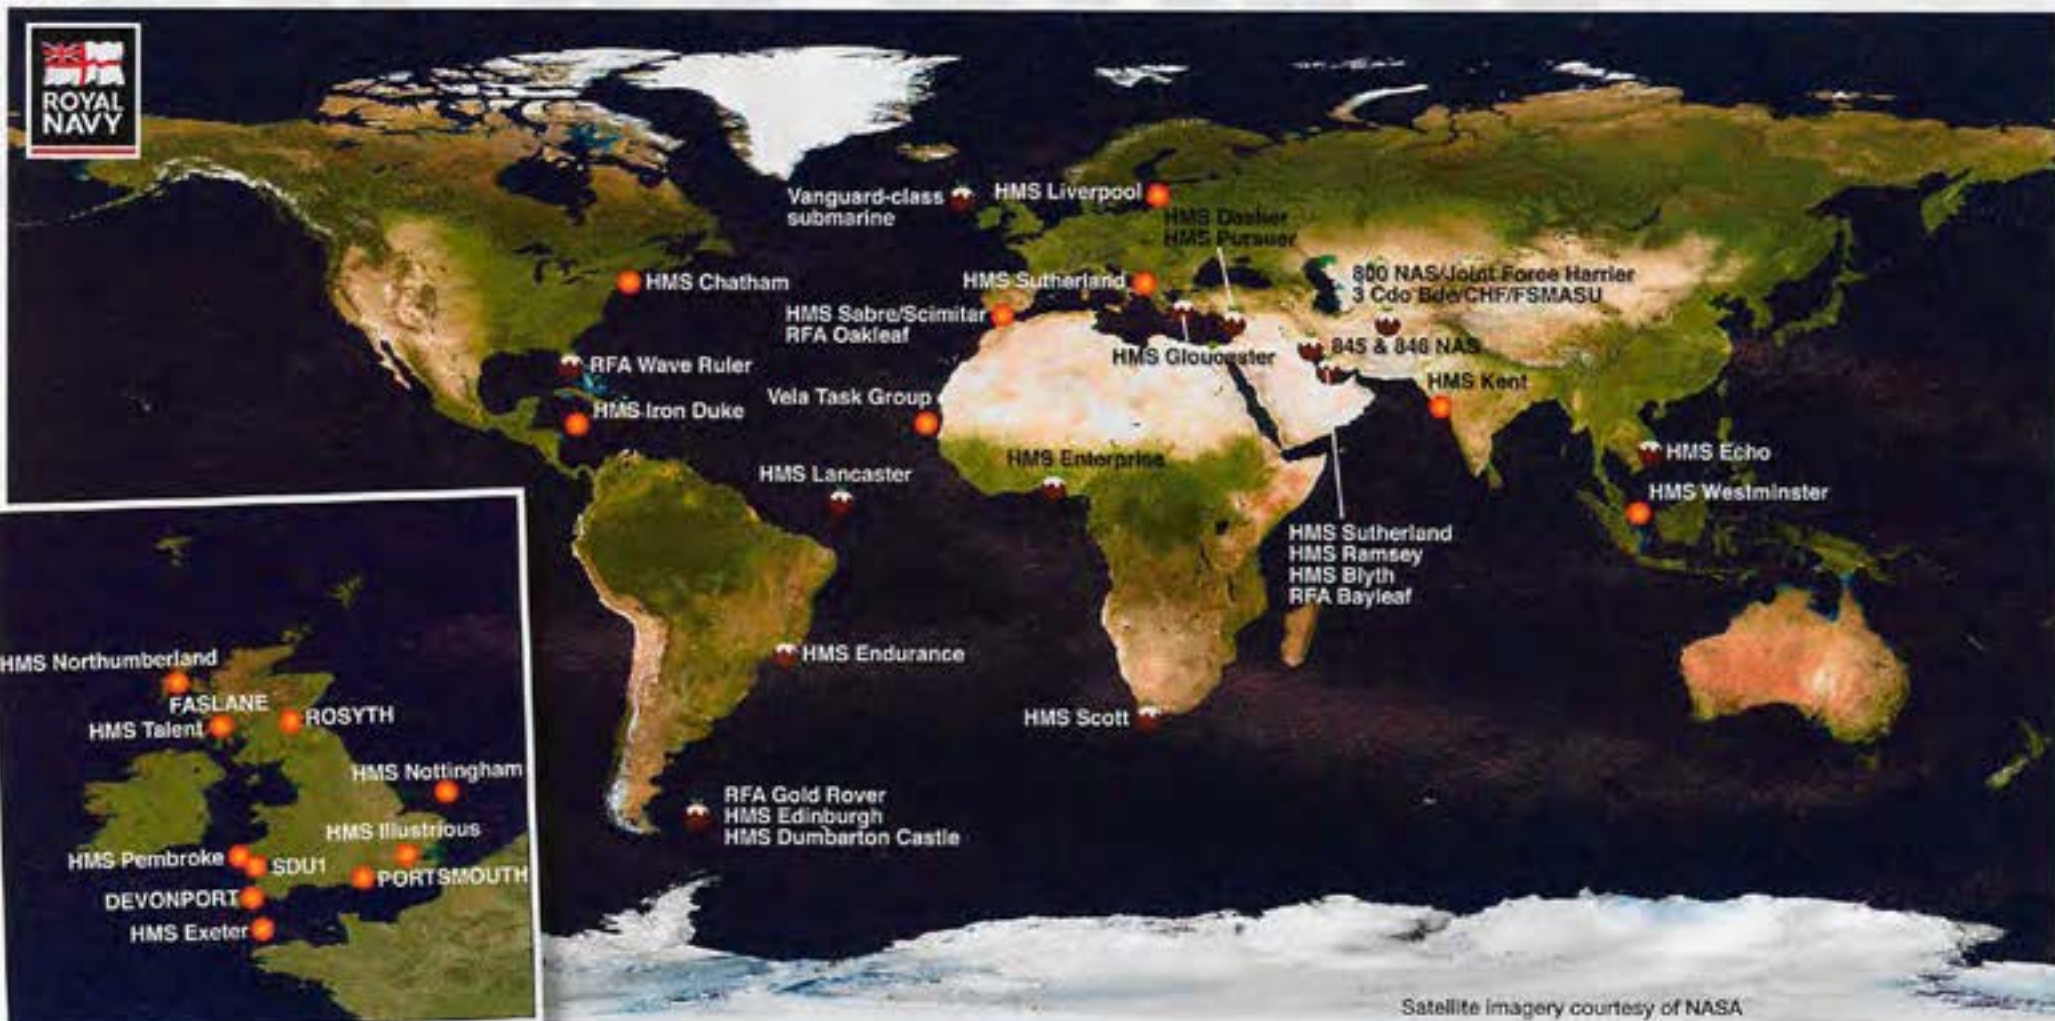 ROYAL
NAVY
Vanguard-class
submarine
HMS Liverpool
HMS Dasher
HMS Pursuer
HMS Chatham
HMS Sutherland
800 NAS/Joint Force Harrier
3 Cdo Bde/CHF/FSMASU
HMS Sabre/Scimitar
RFA Oakleaf
HMS Gloucester
845 & 846 NAS
RFA Wave Ruler
HMS Kent
Vela Task Group
HMS Iron Duke
HMS Enterprise
HMS Echo
HMS Lancaster
HMS Westminster
HMS Sutherland
HMS Ramsey
HMS Blyth
RFA Bayleaf
HMS Endurance
HMS Scott
RFA Gold Rover
HMS Edinburgh
HMS Dumbarton Castle
HMS Northumberland
FASLANE
ROSYTH
HMS Talent
HMS Nottingham
HMS Illustrious
HMS Pembroke
SDU1
PORTSMOUTH
DEVONPORT
HMS Exeter
Satellite imagery courtesy of NASA